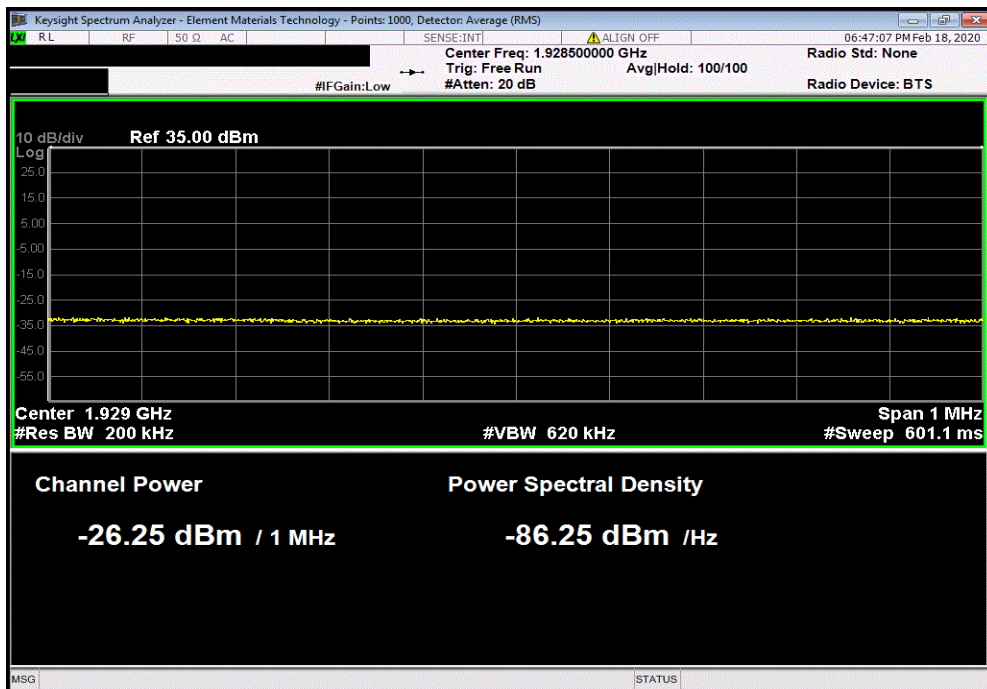 Keysight Spectrum Analyzer - Element Materials Technology - Points: 1000, Detector: Average (RMS)
LXI RL RF 50 Ω AC SENSE:INT ALIGN OFF 06:47:07 PM Feb 18, 2020
Center Freq: 1.928500000 GHz Radio Std: None
Trig: Free Run Avg|Hold: 100/100
#IFGain:Low #Atten: 20 dB Radio Device: BTS
10 dB/div Ref 35.00 dBm
Log
25.0
15.0
5.00
-5.00
-15.0
-25.0
-35.0
-45.0
-55.0
Center 1.929 GHz Span 1 MHz
#Res BW 200 kHz #VBW 620 kHz #Sweep 601.1 ms
Channel Power Power Spectral Density
-26.25 dBm / 1 MHz -86.25 dBm /Hz
MSG STATUS